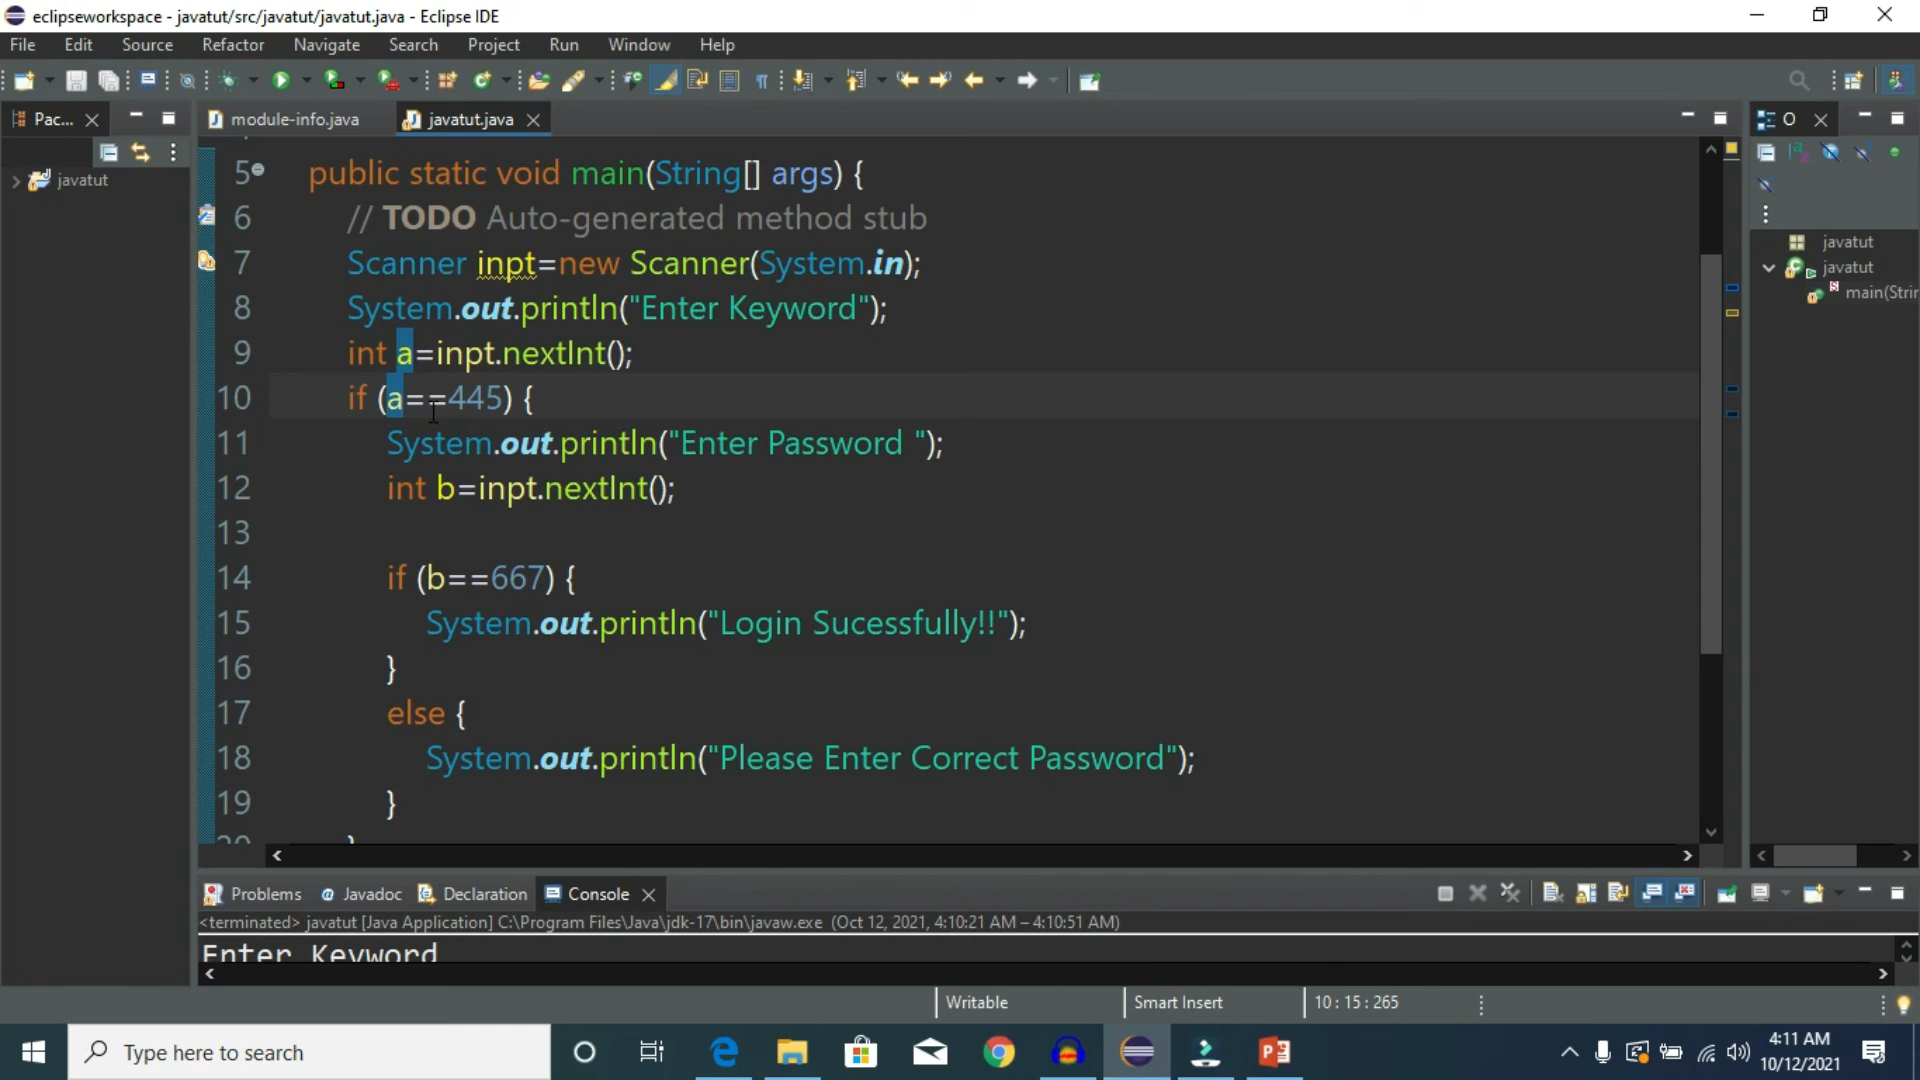 eclipseworkspace - javatut/src/javatut/javatut.java - Eclipse IDE
File Edit Source Refactor Navigate Search Project Run Window Help
Pac... module-info.java javatut.java O
javatut
5 public static void main(String[] args) {
6 // TODO Auto-generated method stub
7 Scanner inpt=new Scanner(System.in);
8 System.out.println("Enter Keyword");
9 int a=inpt.nextInt();
10 if (a==445) {
11 System.out.println("Enter Password ");
12 int b=inpt.nextInt();
13
14 if (b==667) {
15 System.out.println("Login Sucessfully!!");
16 }
17 else {
18 System.out.println("Please Enter Correct Password");
19 }
20 }
javatut
javatut
main(Strin
Problems Javadoc Declaration Console
<terminated> javatut [Java Application] C:\Program Files\Java\jdk-17\bin\javaw.exe (Oct 12, 2021, 4:10:21 AM – 4:10:51 AM)
Enter Keyword
Writable Smart Insert 10 : 15 : 265
Type here to search
4:11 AM
10/12/2021